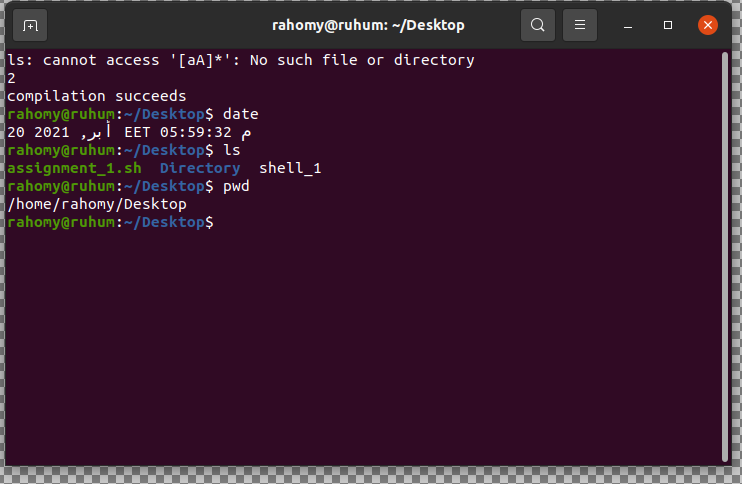 rahomy@ruhum: ~/Desktop
ls: cannot access '[aA]*': No such file or directory
2
compilation succeeds
rahomy@ruhum:~/Desktop$ date
20 2021 أبر, EET 05:59:32 م
rahomy@ruhum:~/Desktop$ ls
assignment_1.sh  Directory  shell_1
rahomy@ruhum:~/Desktop$ pwd
/home/rahomy/Desktop
rahomy@ruhum:~/Desktop$